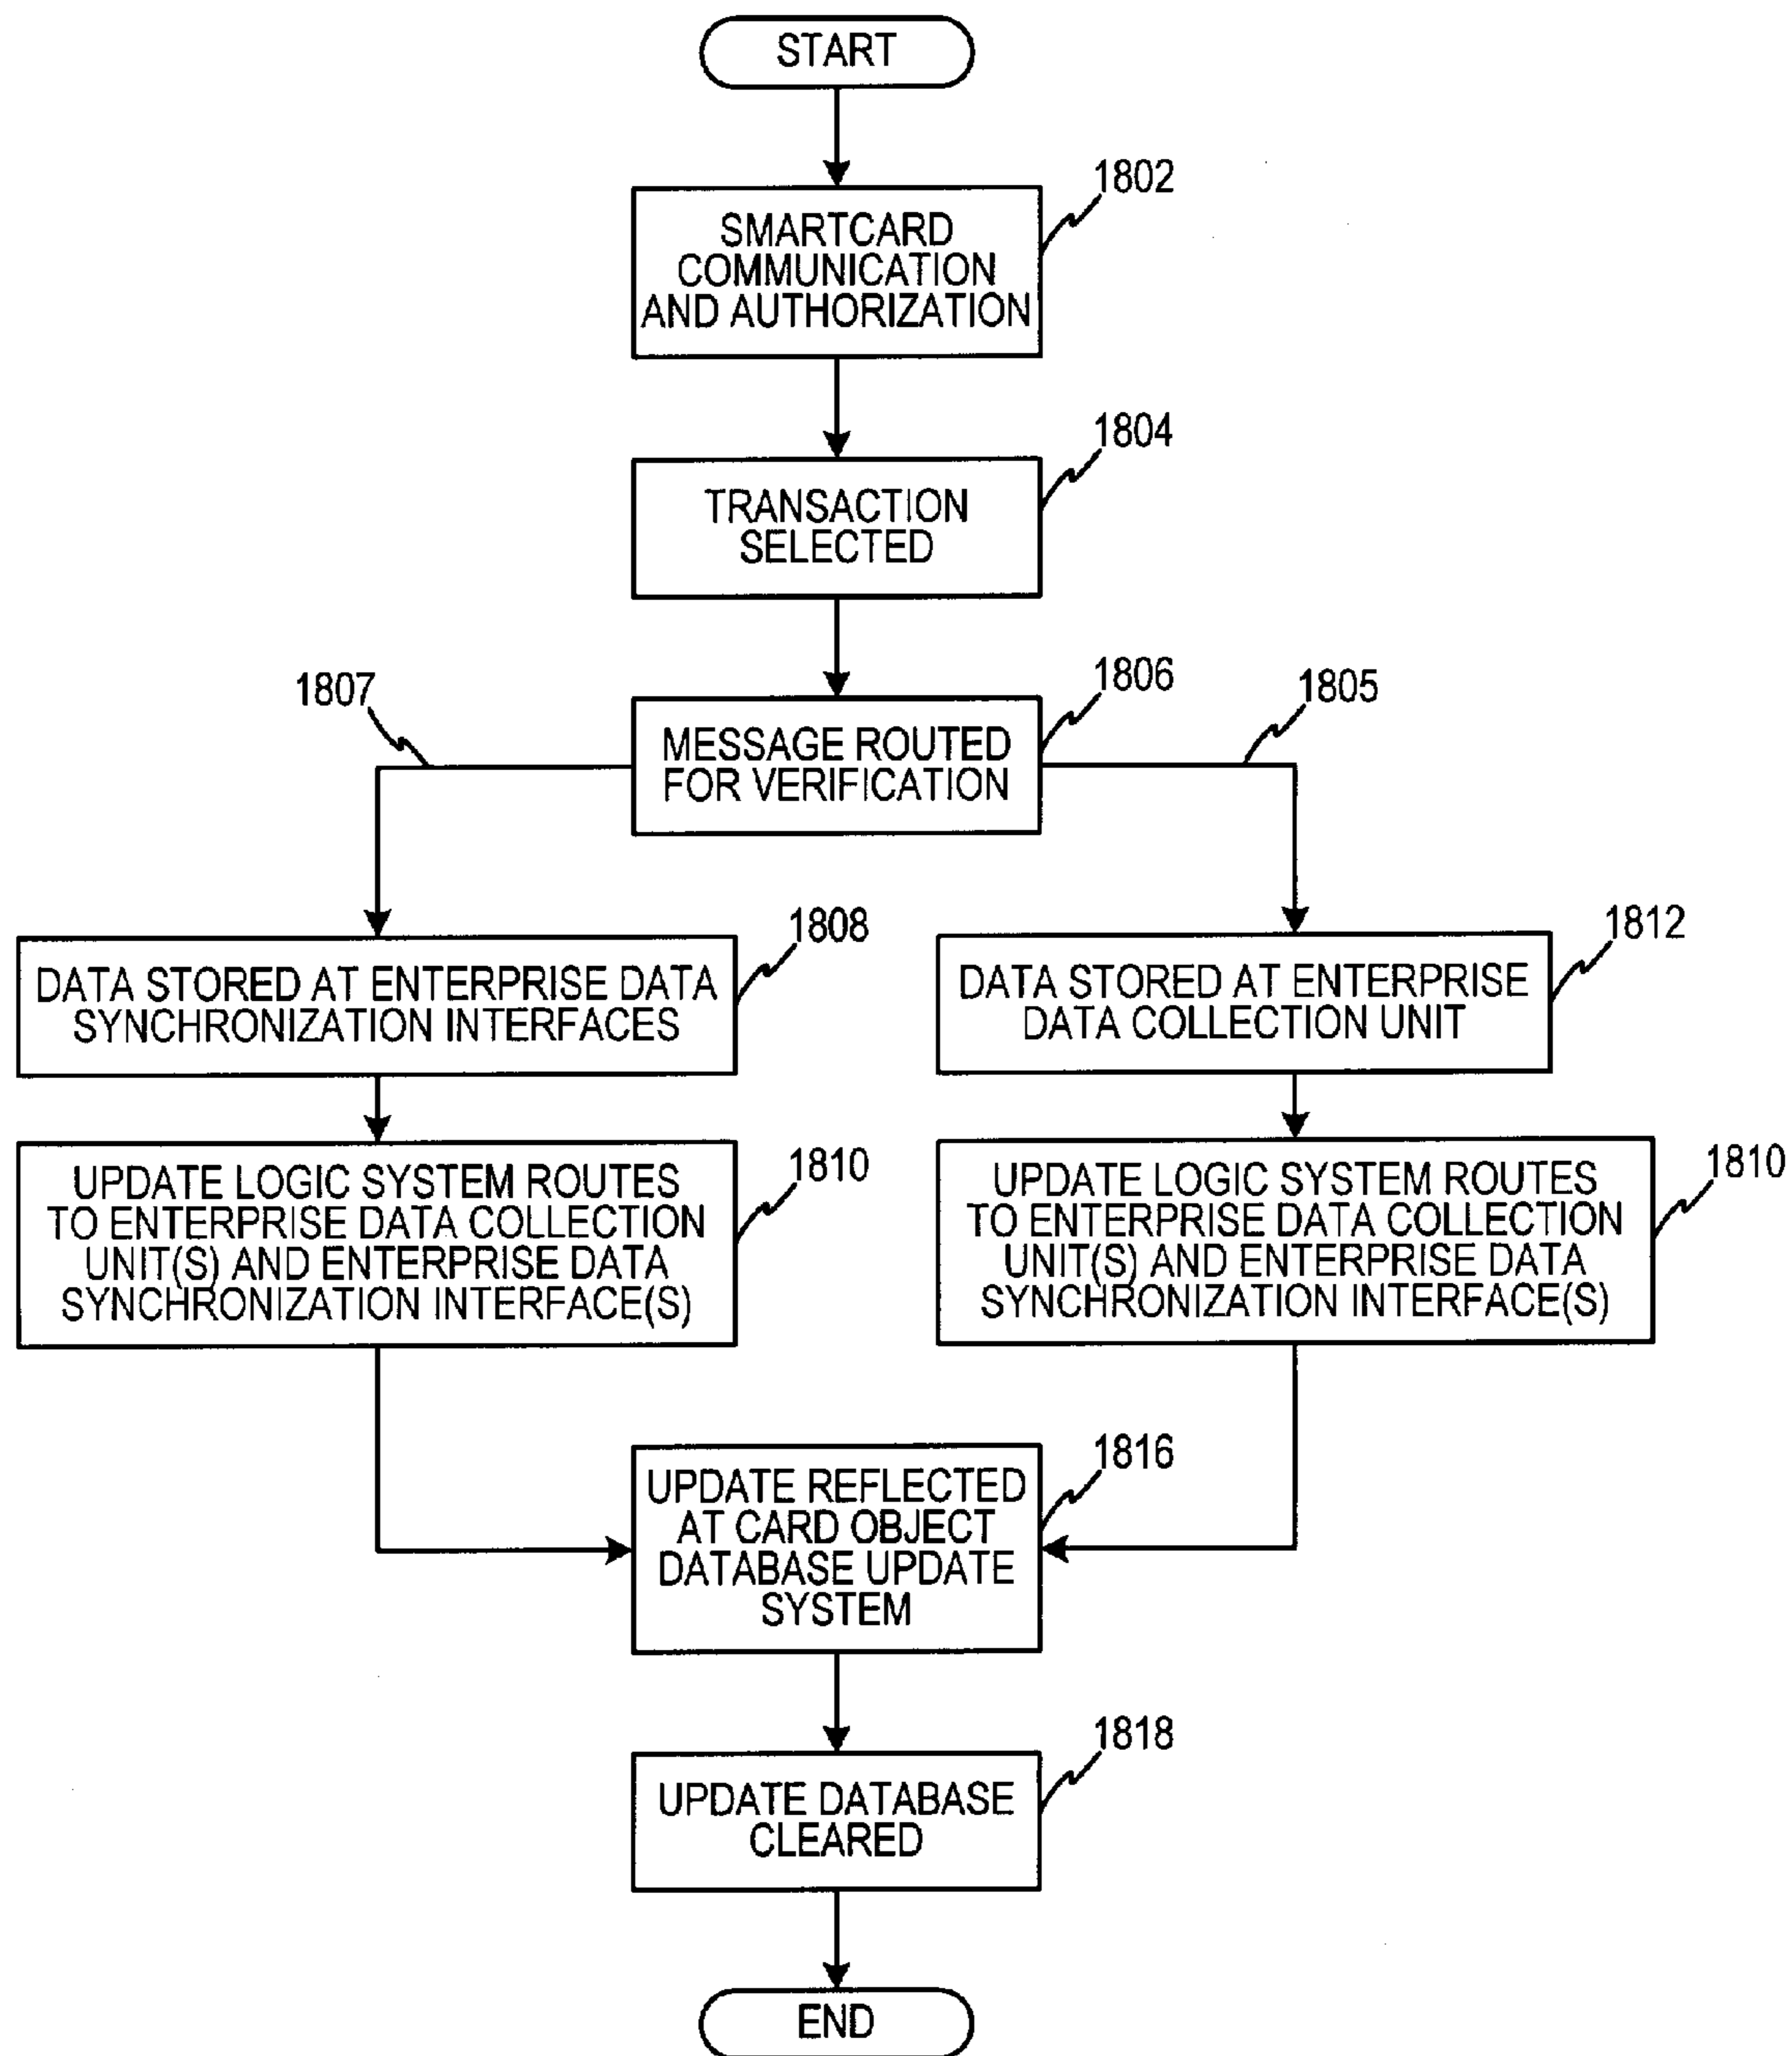 START
1802
SMARTCARD
COMMUNICATION
AND AUTHORIZATION
1804
TRANSACTION
SELECTED
1807
1806
1805
MESSAGE ROUTED
FOR VERIFICATION
1808
DATA STORED AT ENTERPRISE DATA
SYNCHRONIZATION INTERFACES
1812
DATA STORED AT ENTERPRISE
DATA COLLECTION UNIT
1810
UPDATE LOGIC SYSTEM ROUTES
TO ENTERPRISE DATA COLLECTION
UNIT(S) AND ENTERPRISE DATA
SYNCHRONIZATION INTERFACE(S)
1810
UPDATE LOGIC SYSTEM ROUTES
TO ENTERPRISE DATA COLLECTION
UNIT(S) AND ENTERPRISE DATA
SYNCHRONIZATION INTERFACE(S)
1816
UPDATE REFLECTED
AT CARD OBJECT
DATABASE UPDATE
SYSTEM
1818
UPDATE DATABASE
CLEARED
END